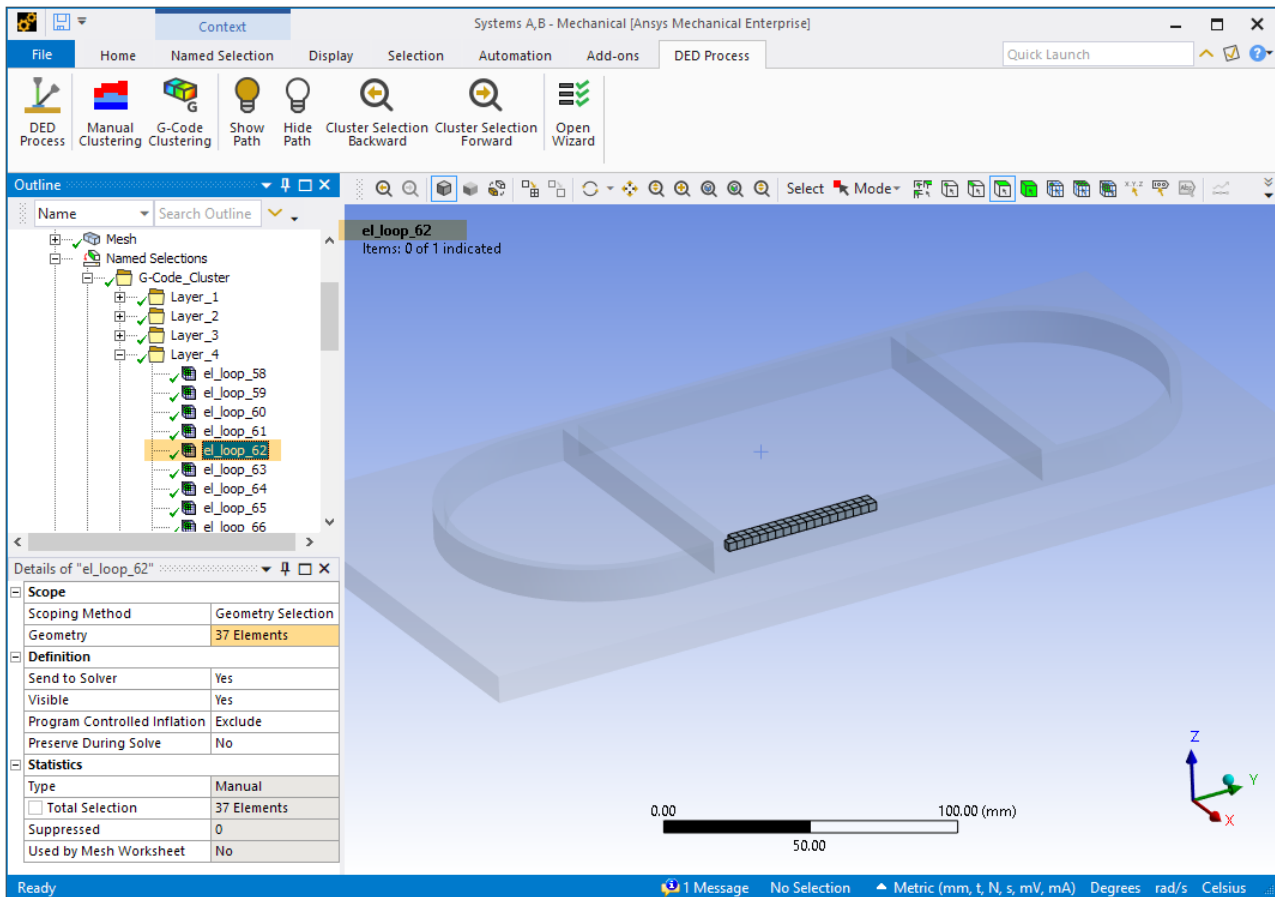 Context
Systems A,B - Mechanical [Ansys Mechanical Enterprise]
File Home Named Selection Display Selection Automation Add-ons DED Process
Quick Launch
DED Process
Manual Clustering
G-Code Clustering
Show Path
Hide Path
Cluster Selection Backward
Cluster Selection Forward
Open Wizard
Outline
Name
Search Outline
Select
Mode
Mesh
Named Selections
G-Code_Cluster
Layer_1
Layer_2
Layer_3
Layer_4
el_loop_58
el_loop_59
el_loop_60
el_loop_61
el_loop_62
el_loop_63
el_loop_64
el_loop_65
el_loop_66
el_loop_62
Items: 0 of 1 indicated
Details of "el_loop_62"
Scope
Scoping Method Geometry Selection
Geometry 37 Elements
Definition
Send to Solver Yes
Visible Yes
Program Controlled Inflation Exclude
Preserve During Solve No
Statistics
Type Manual
Total Selection 37 Elements
Suppressed 0
Used by Mesh Worksheet No
0.00 100.00 (mm)
50.00
Z
Y
X
Ready 1 Message No Selection Metric (mm, t, N, s, mV, mA) Degrees rad/s Celsius